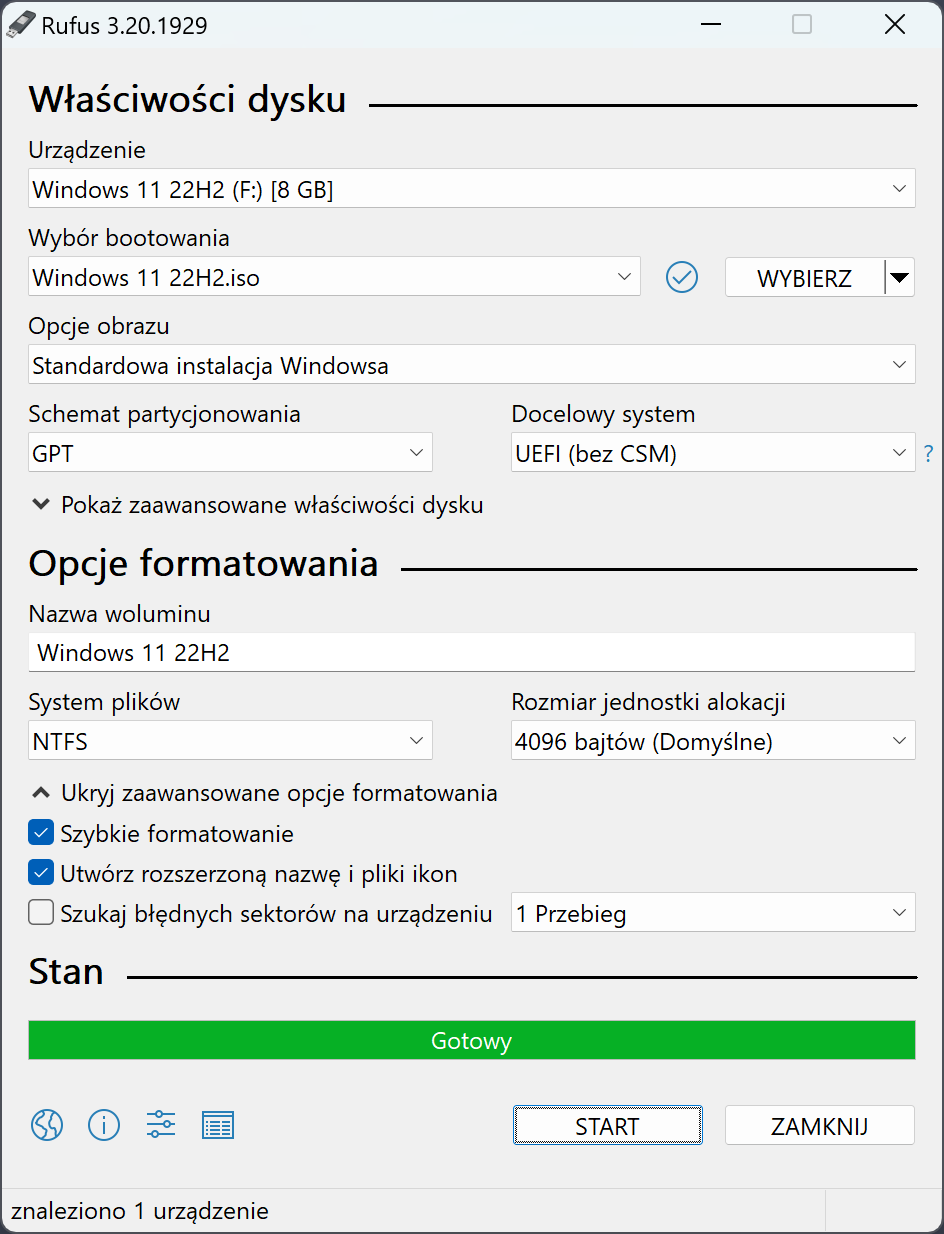 Rufus 3.20.1929
Właściwości dysku
Urządzenie
Windows 11 22H2 (F:) [8 GB]
Wybór bootowania
Windows 11 22H2.iso
WYBIERZ
Opcje obrazu
Standardowa instalacja Windowsa
Schemat partycjonowania
Docelowy system
GPT
UEFI (bez CSM)
?
Pokaż zaawansowane właściwości dysku
Opcje formatowania
Nazwa woluminu
Windows 11 22H2
System plików
Rozmiar jednostki alokacji
NTFS
4096 bajtów (Domyślne)
Ukryj zaawansowane opcje formatowania
Szybkie formatowanie
Utwórz rozszerzoną nazwę i pliki ikon
Szukaj błędnych sektorów na urządzeniu
1 Przebieg
Stan
Gotowy
START
ZAMKNIJ
znaleziono 1 urządzenie